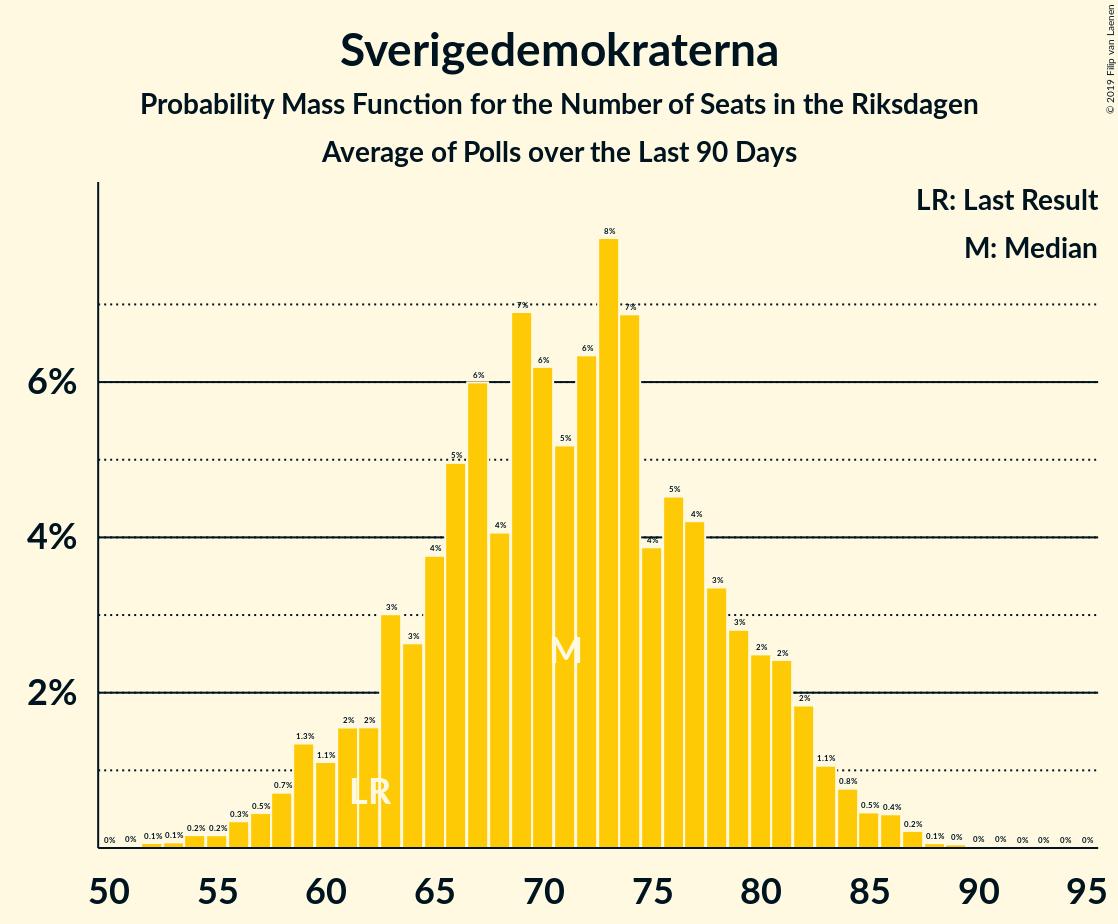 Sverigedemokraterna
Probability Mass Function for the Number of Seats in the Riksdagen
Average of Polls over the Last 90 Days
© 2019 Filip van Laenen
LR: Last Result
M: Median
6%
4%
2%
0% 0% 0.1% 0.1% 0.2% 0.2% 0.3% 0.5% 0.7% 1.3% 1.1% 2% 2% 3% 3% 4% 5% 6% 4% 7% 6% 5% 6% 8% 7% 4% 5% 4% 3% 3% 2% 2% 2% 1.1% 0.8% 0.5% 0.4% 0.2% 0.1% 0% 0% 0% 0% 0% 0% 0%
M
LR
50 55 60 65 70 75 80 85 90 95